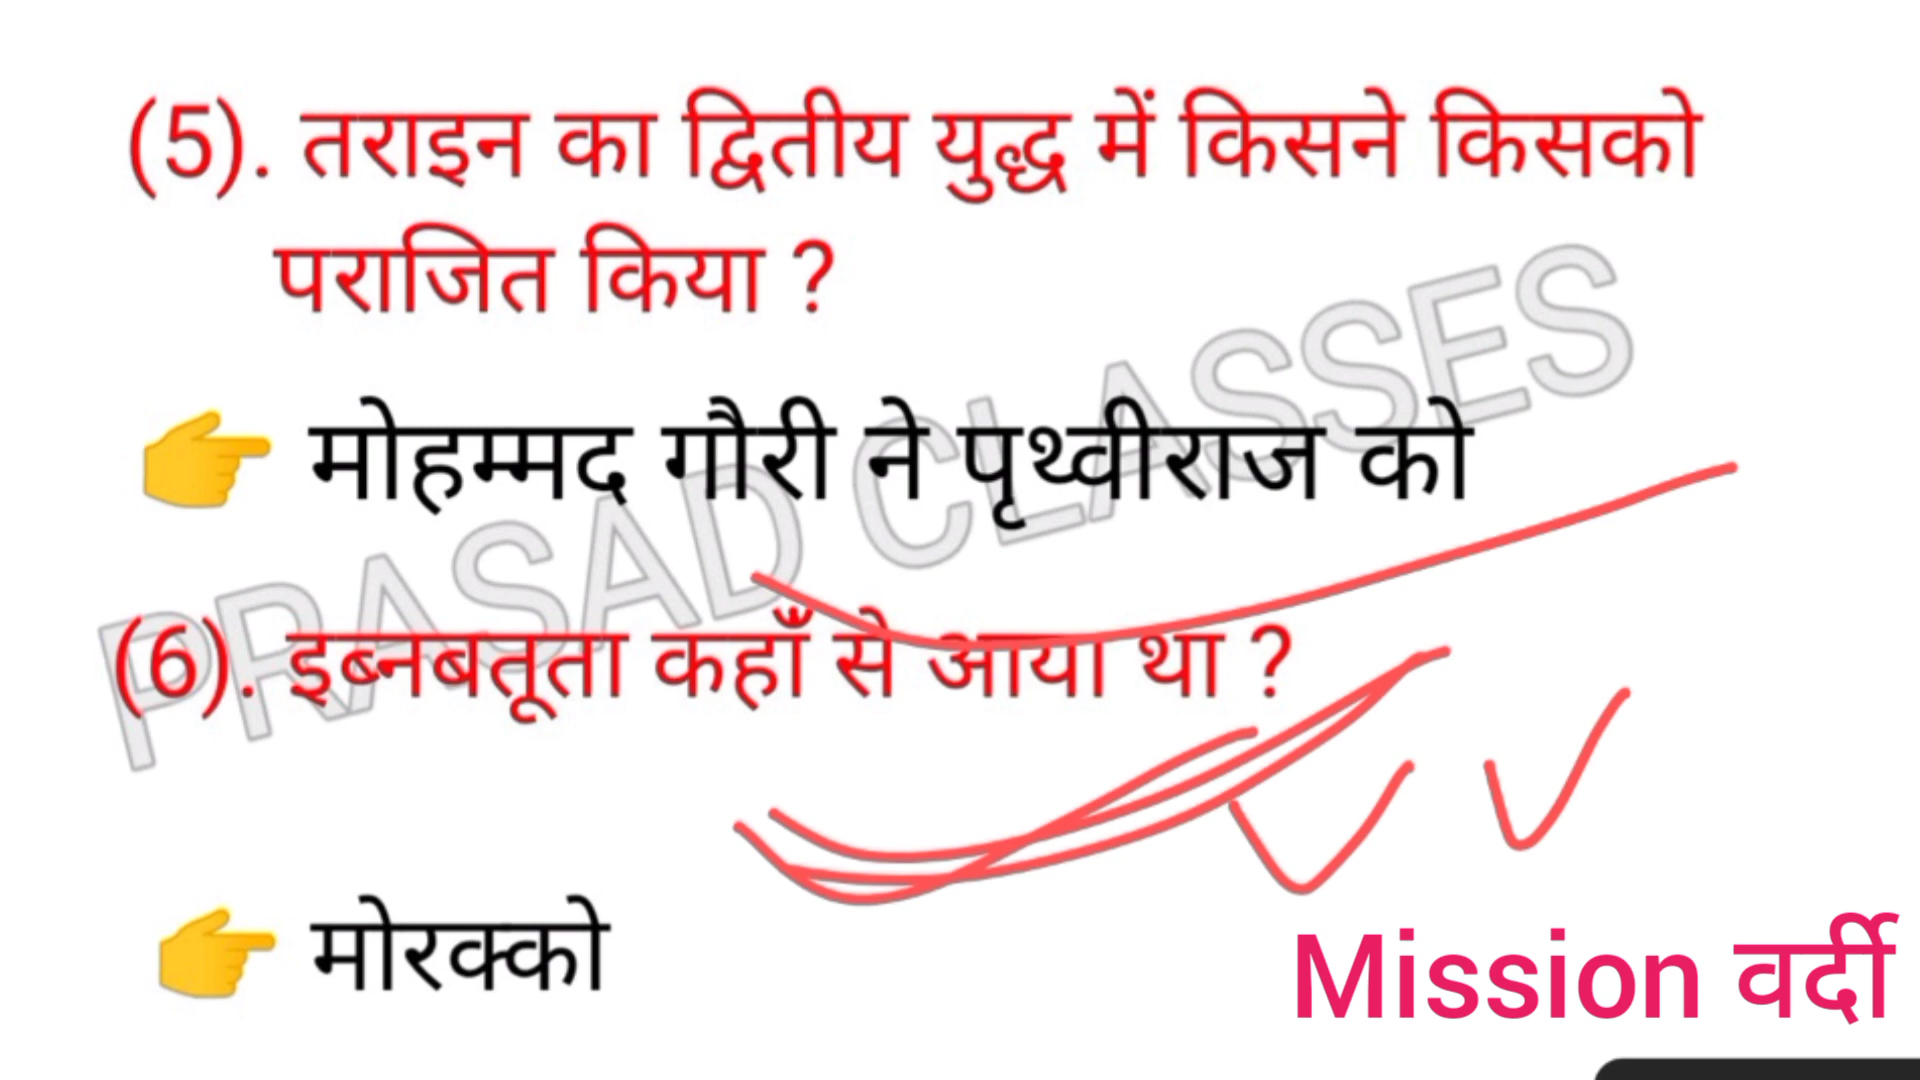 (5). तराइन का द्वितीय युद्ध में किसने किसको
पराजित किया ?
👉 मोहम्मद गौरी ने पृथ्वीराज को
PRASAD CLASSES
(6). इब्नबतूता कहाँ से आया था ?
👉 मोरक्को
Mission वर्दी